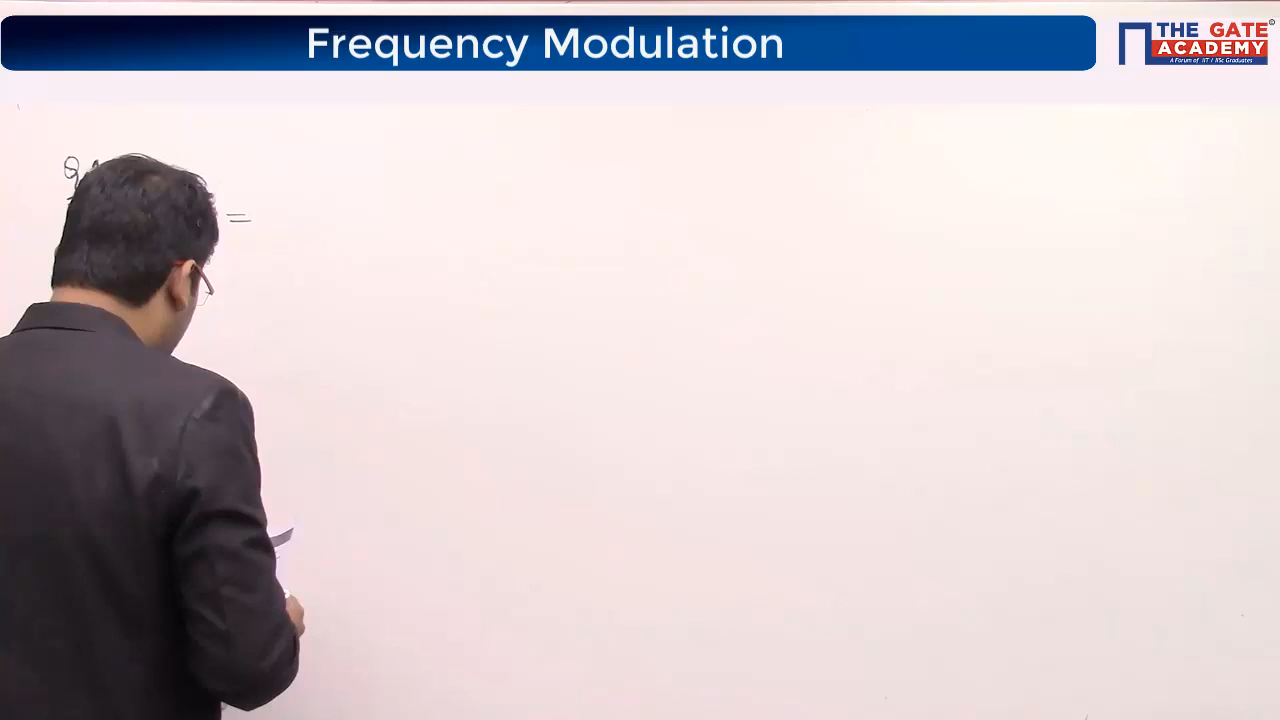 Frequency Modulation
THE GATE
ACADEMY
A Forum of IIT / IISc Graduates
=